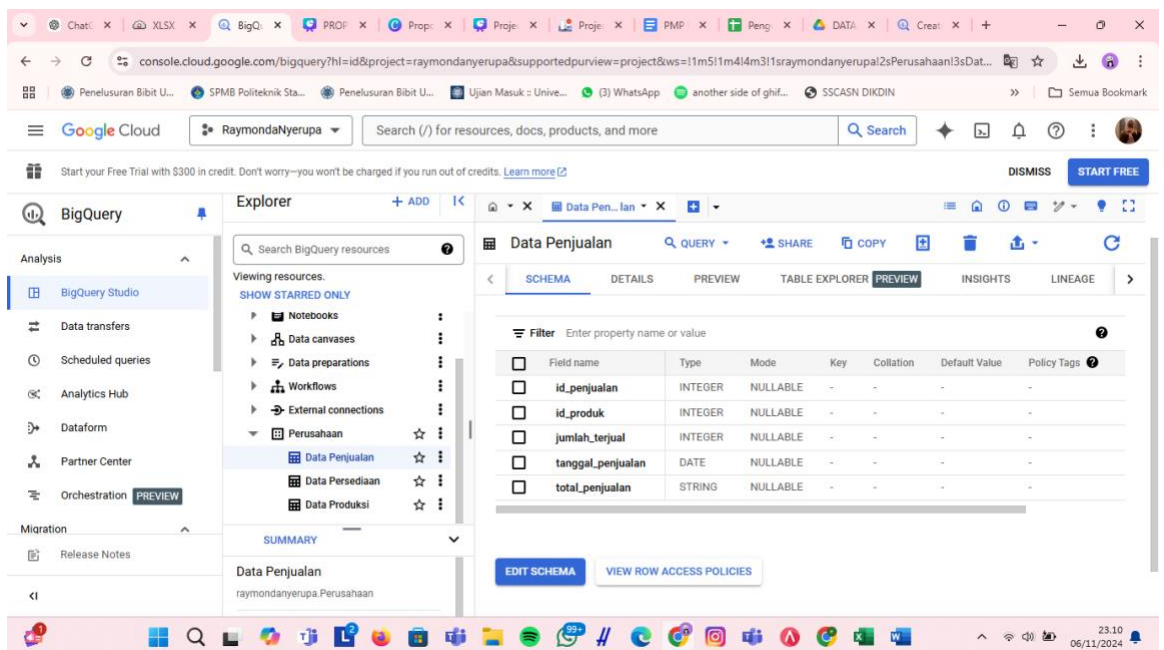 ChatG
XLSX
BigQ
PROP
Propo
Proje
Proje
PMP
Peng
DATA
Creat
console.cloud.google.com/bigquery?hl=id&project=raymondanyerupa&supportedpurview=project&ws=!1m5!1m4!4m3!1sraymondanyerupa!2sPerusahaan!3sDat...
Penelusuran Bibit U...
SPMB Politeknik Sta...
Penelusuran Bibit U...
Ujian Masuk :: Unive...
(3) WhatsApp
another side of ghif...
SSCASN DIKDIN
Semua Bookmark
Google Cloud
RaymondaNyerupa
Search (/) for resources, docs, products, and more
Search
Start your Free Trial with $300 in credit. Don't worry—you won't be charged if you run out of credits. Learn more
DISMISS
START FREE
BigQuery
Analysis
BigQuery Studio
Data transfers
Scheduled queries
Analytics Hub
Dataform
Partner Center
Orchestration PREVIEW
Migration
Release Notes
Explorer
+ ADD
Search BigQuery resources
Viewing resources.
SHOW STARRED ONLY
Notebooks
Data canvases
Data preparations
Workflows
External connections
Perusahaan
Data Penjualan
Data Persediaan
Data Produksi
SUMMARY
Data Penjualan
raymondanyerupa.Perusahaan
Data Pen... lan
Data Penjualan
QUERY
SHARE
COPY
SCHEMA DETAILS PREVIEW TABLE EXPLORER PREVIEW INSIGHTS LINEAGE
Filter Enter property name or value
Field name Type Mode Key Collation Default Value Policy Tags
id_penjualan INTEGER NULLABLE - - - -
id_produk INTEGER NULLABLE - - - -
jumlah_terjual INTEGER NULLABLE - - - -
tanggal_penjualan DATE NULLABLE - - - -
total_penjualan STRING NULLABLE - - - -
EDIT SCHEMA
VIEW ROW ACCESS POLICIES
99+
23.10
06/11/2024